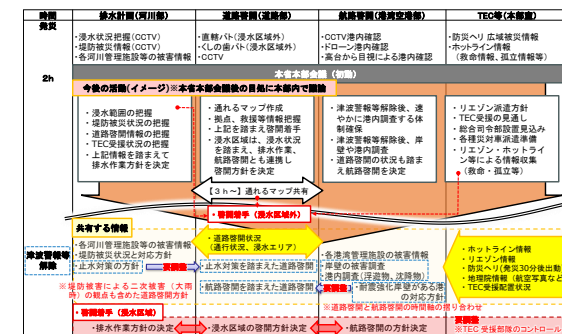 時間
発災
排水計画(河川部)
道路啓開(道路部)
航路啓開(港湾空港部)
TEC等(本部室)
・浸水状況把握(CCTV)
・堤防被災情報(CCTV)
・各河川管理施設等の被害情報
・直轄パト(浸水区域外)
・くしの歯パト(浸水区域外)
・CCTV
・CCTV港内確認
・ドローン港内確認
・高台から目視による港内確認
・防災ヘリ 広域被災情報
・ホットライン情報
(救命情報、孤立情報等)
2h
本省本部会議(初動)
今後の活動(イメージ)※本省本部会議後の目処に本部内で議論
・浸水範囲の把握
・堤防被災状況の把握
・道路啓開情報の把握
・TEC受援状況の把握
・上記情報を踏まえて
排水作業方針を決定
・通れるマップ作成
・拠点、救援等情報把握
・上記を踏まえ啓開着手
・浸水区域は、浸水状況
を踏まえ、排水作業、
航路啓開とも連携し
啓開方針を決定
・津波警報等解除後、速
やかに港内調査する体
制確保
・津波警報等解除後、岸
壁や港内調査
・道路啓開の状況も踏ま
え航路啓開を決定
・リエゾン派遣方針
・TEC受援の見通し
・総合司令部設置見込み
・各種災対車派遣準備
・リエゾン・ホットライ
ン等による情報収集
(救命・孤立等)
【3h~】通れるマップ共有
・啓開着手(浸水区域外)
共有する情報
津波警報等
解除
・各河川管理施設等の被害情報
・堤防被災状況と対応方針
・止水対策の方針
要調整
※堤防被害による二次被害(大雨
時)の観点も含めた道路啓開方針
・道路啓開状況
(通行状況、浸水エリア)
・止水対策を踏まえた道路啓開
・航路啓開を踏まえた道路啓開
要調整
・各港湾管理施設の被害情報
・岸壁の被害調査
・港内調査(浮遊物、沈降物)
・耐震強化岸壁がある港
の対応方針
※道路啓開と航路啓開の時間軸の擦り合わせ
・ホットライン情報
・リエゾン情報
・防災ヘリ(発災30分後出動)
・地理院情報(航空写真など)
・TEC受援配置状況
・啓開着手(浸水区域)
・排水作業方針の決定
・浸水区域の啓開方針決定
・航路啓開の方針決定
要調整
※TEC 受援部隊のコントロール